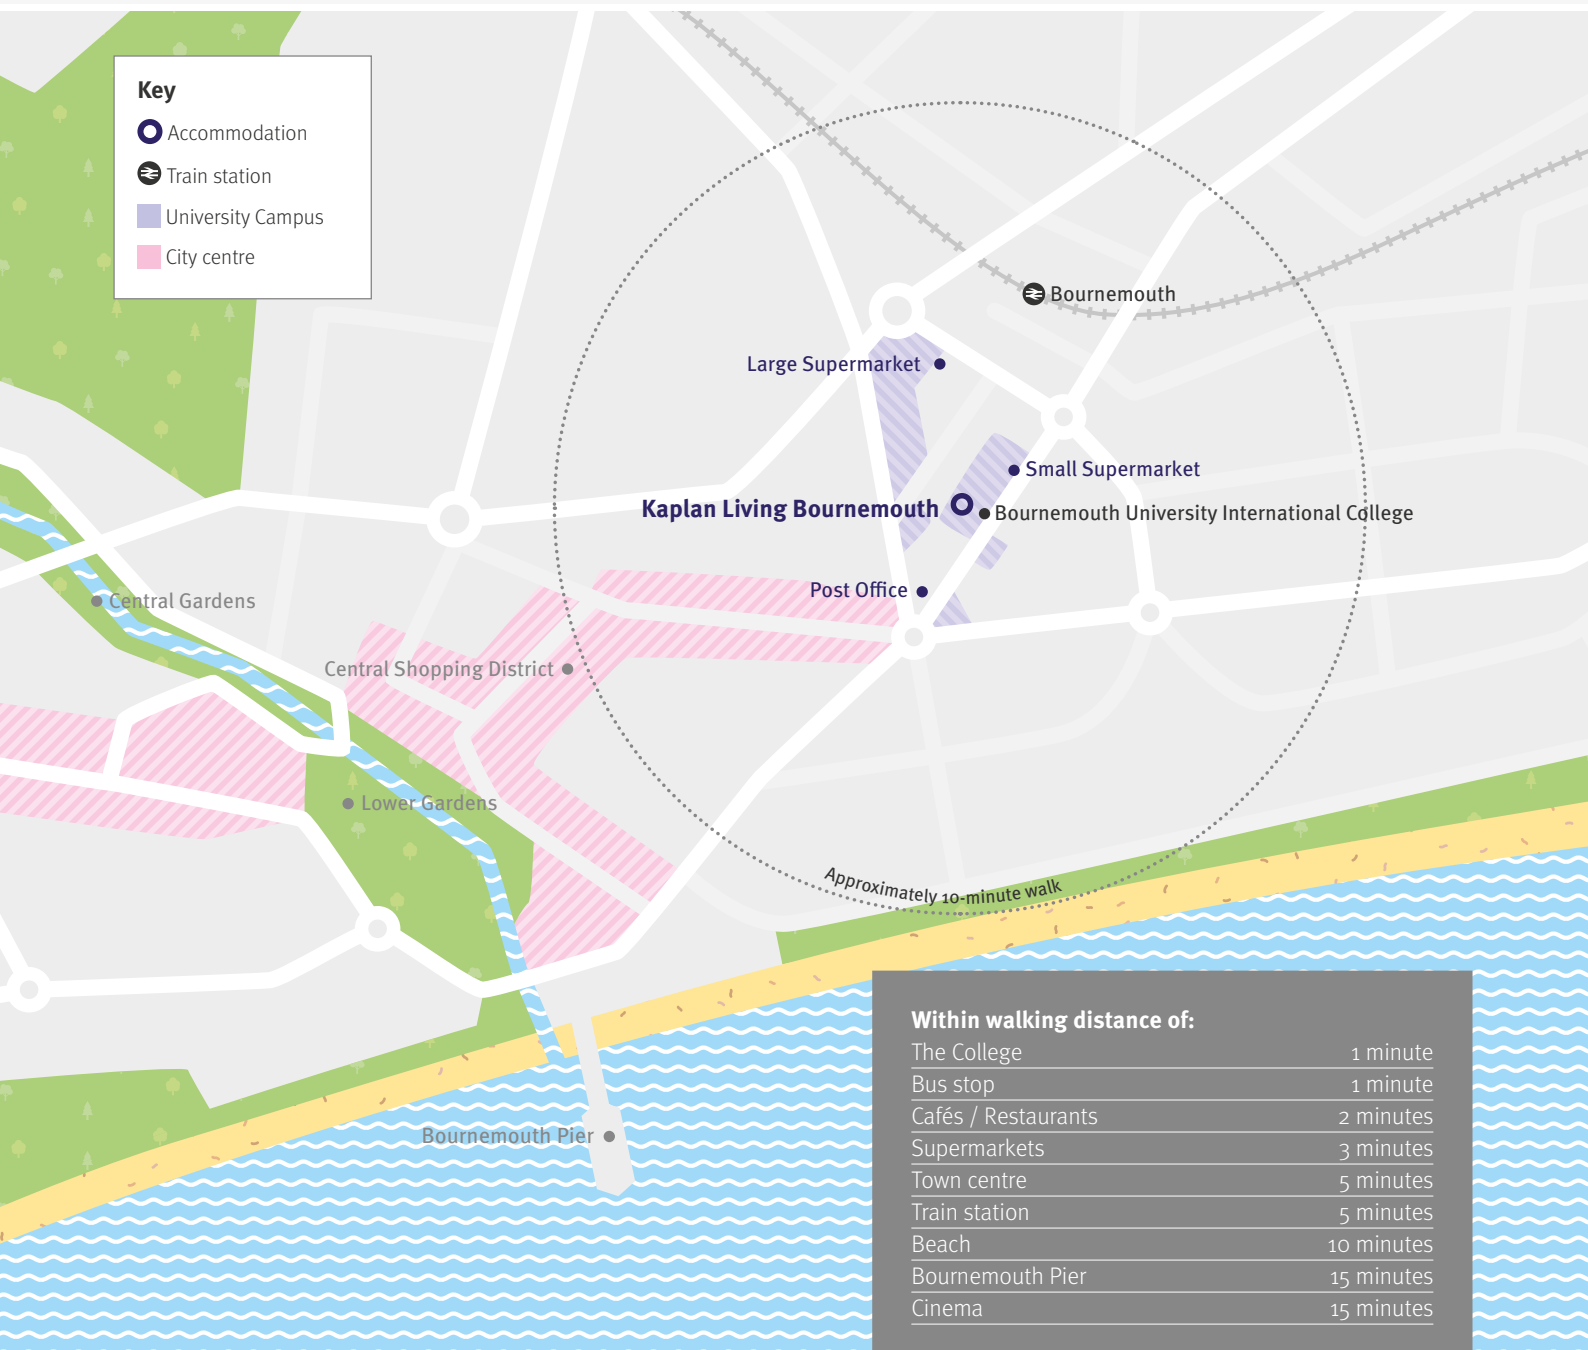 Key
Accommodation
Train station
University Campus
City centre
Bournemouth
Large Supermarket
Small Supermarket
Kaplan Living Bournemouth
Bournemouth University International College
Post Office
Central Gardens
Central Shopping District
Lower Gardens
Approximately 10-minute walk
Bournemouth Pier
Within walking distance of:
The College 1 minute
Bus stop 1 minute
Cafés / Restaurants 2 minutes
Supermarkets 3 minutes
Town centre 5 minutes
Train station 5 minutes
Beach 10 minutes
Bournemouth Pier 15 minutes
Cinema 15 minutes